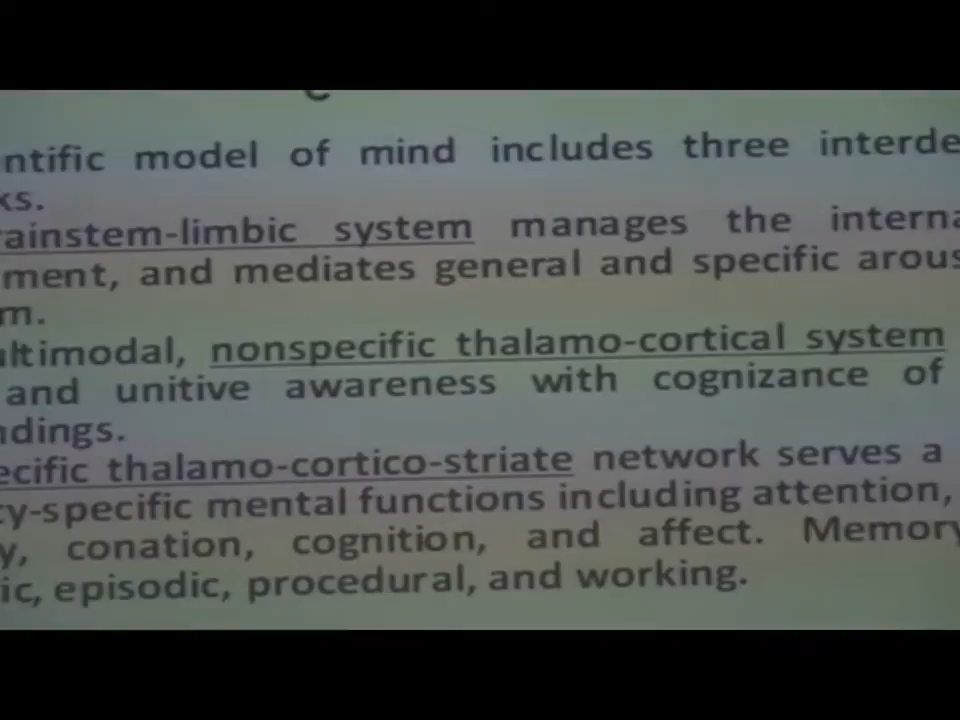 ntific model of mind includes three interde
ks.
rainstem-limbic system manages the interna
ment, and mediates general and specific arous
m.
ltimodal, nonspecific thalamo-cortical system
and unitive awareness with cognizance of
ndings.
ecific thalamo-cortico-striate network serves a
ty-specific mental functions including attention,
y, conation, cognition, and affect. Memory
ic, episodic, procedural, and working.